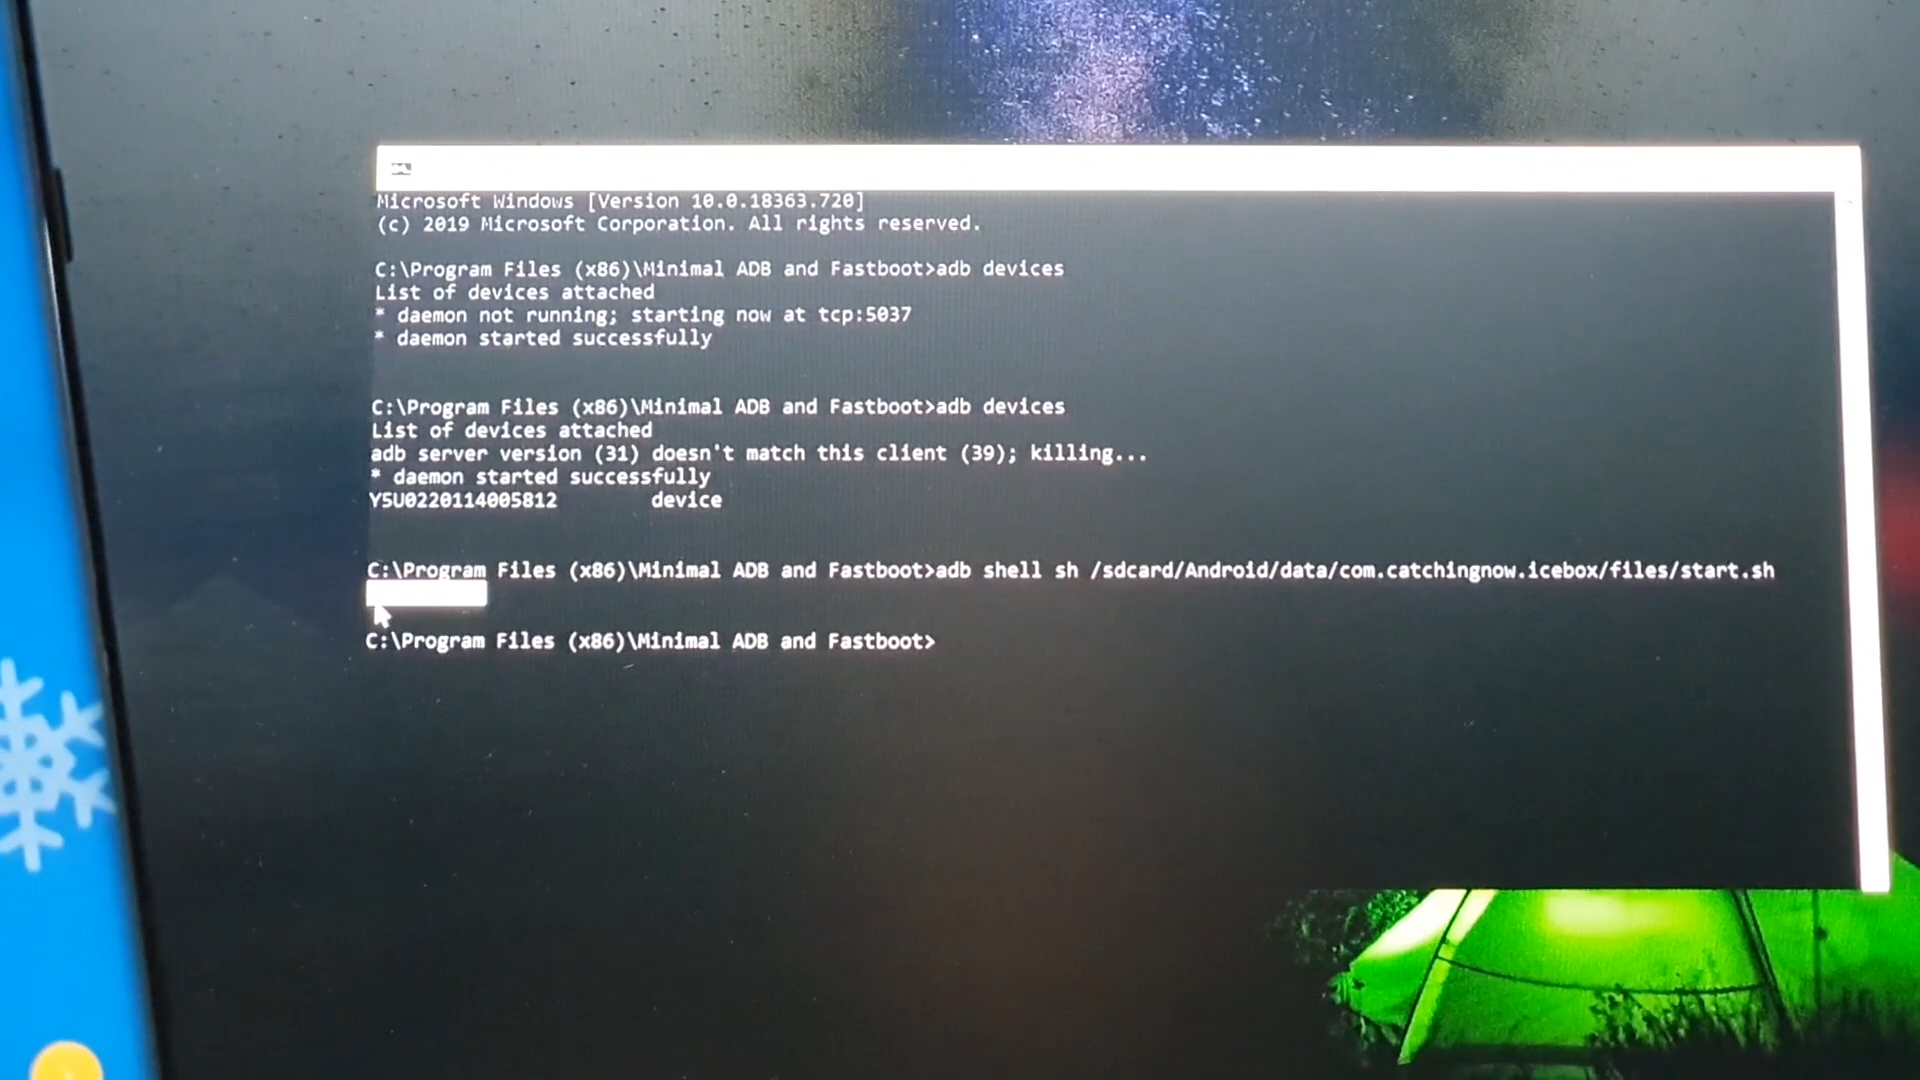 Microsoft Windows [Version 10.0.18363.720]
(c) 2019 Microsoft Corporation. All rights reserved.
C:\Program Files (x86)\Minimal ADB and Fastboot>adb devices
List of devices attached
* daemon not running; starting now at tcp:5037
* daemon started successfully
C:\Program Files (x86)\Minimal ADB and Fastboot>adb devices
List of devices attached
adb server version (31) doesn't match this client (39); killing...
* daemon started successfully
Y5U0220114005812 device
C:\Program Files (x86)\Minimal ADB and Fastboot>adb shell sh /sdcard/Android/data/com.catchingnow.icebox/files/start.sh
C:\Program Files (x86)\Minimal ADB and Fastboot>